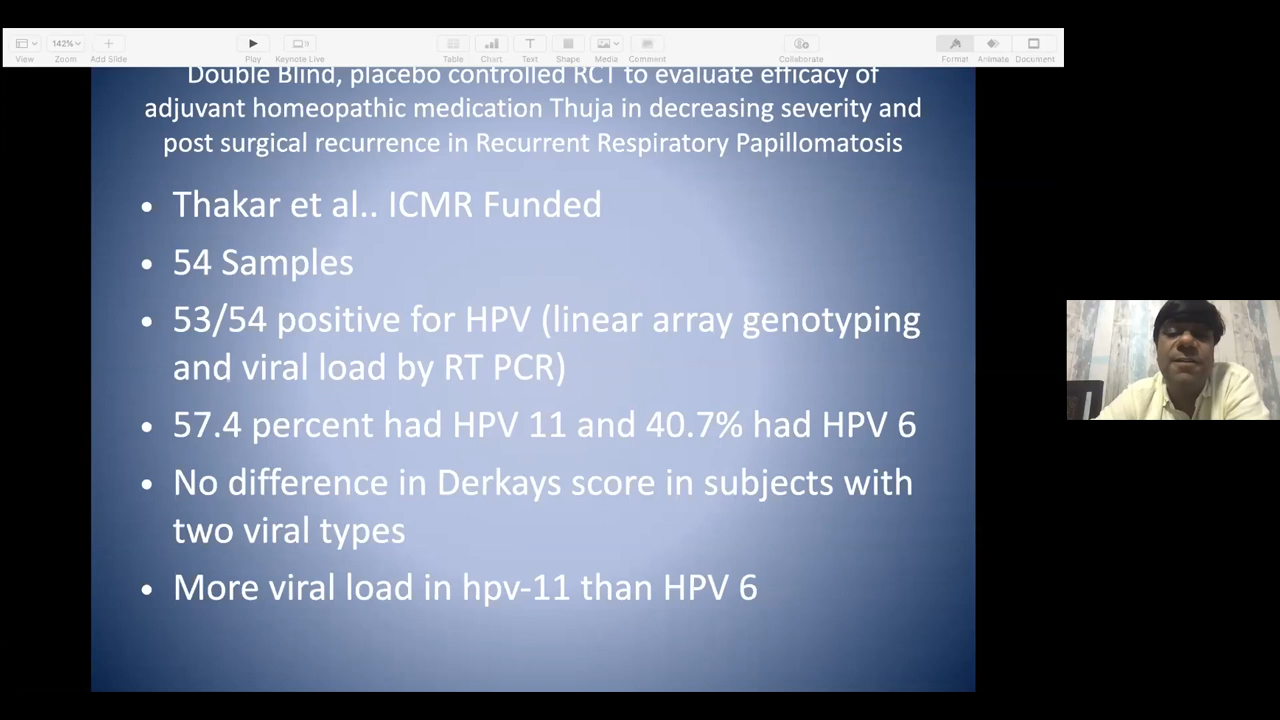 142%
View
Zoom
Add Slide
Play
Keynote Live
Table
Chart
Text
Shape
Media
Comment
Collaborate
Format
Animate
Document
Double Blind, placebo controlled RCT to evaluate efficacy of
adjuvant homeopathic medication Thuja in decreasing severity and
post surgical recurrence in Recurrent Respiratory Papillomatosis
• Thakar et al.. ICMR Funded
• 54 Samples
• 53/54 positive for HPV (linear array genotyping
and viral load by RT PCR)
• 57.4 percent had HPV 11 and 40.7% had HPV 6
• No difference in Derkays score in subjects with
two viral types
• More viral load in hpv-11 than HPV 6